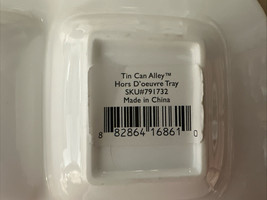 Tin Can Alley™
Hors D'oeuvre Tray
SKU#791732
Made in China
8 82864 16861 0